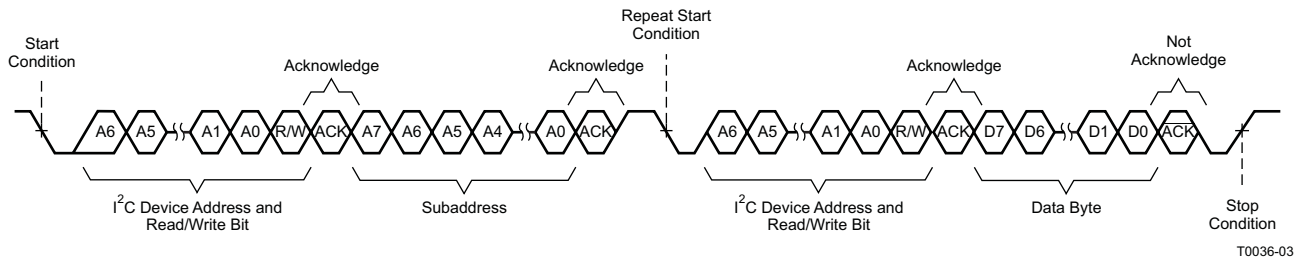 Start
Condition
Repeat Start
Condition
Not
Acknowledge
Acknowledge
Acknowledge
Acknowledge
A6 A5 A1 A0 R/W ACK A7 A6 A5 A4 A0 ACK A6 A5 A1 A0 R/W ACK D7 D6 D1 D0 ACK
I²C Device Address and
Read/Write Bit
Subaddress
I²C Device Address and
Read/Write Bit
Data Byte
Stop
Condition
T0036-03